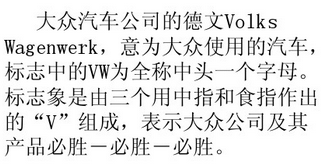 大众汽车公司的德文Volks
Wagenwerk，意为大众使用的汽车，
标志中的VW为全称中头一个字母。
标志象是由三个用中指和食指作出
的“V”组成，表示大众公司及其
产品必胜－必胜－必胜。